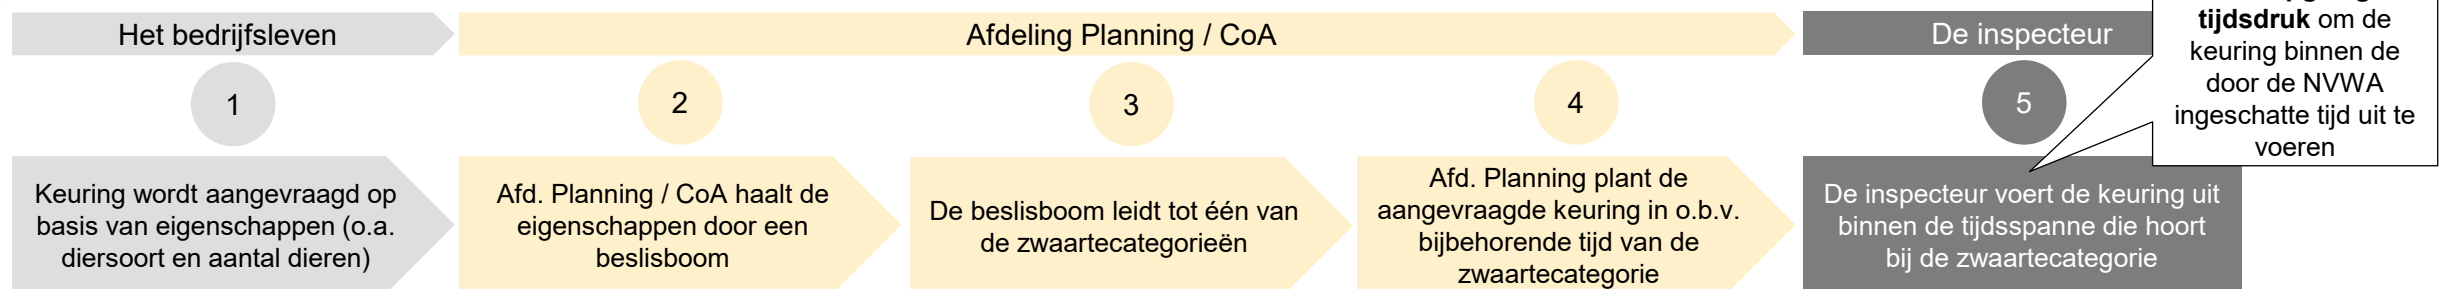 Het bedrijfsleven
Afdeling Planning / CoA
De inspecteur
tijdsdruk om de
keuring binnen de
door de NVWA
ingeschatte tijd uit te
voeren
1
2
3
4
5
Keuring wordt aangevraagd op
basis van eigenschappen (o.a.
diersoort en aantal dieren)
Afd. Planning / CoA haalt de
eigenschappen door een
beslisboom
De beslisboom leidt tot één van
de zwaartecategorieën
Afd. Planning plant de
aangevraagde keuring in o.b.v.
bijbehorende tijd van de
zwaartecategorie
De inspecteur voert de keuring uit
binnen de tijdsspanne die hoort
bij de zwaartecategorie